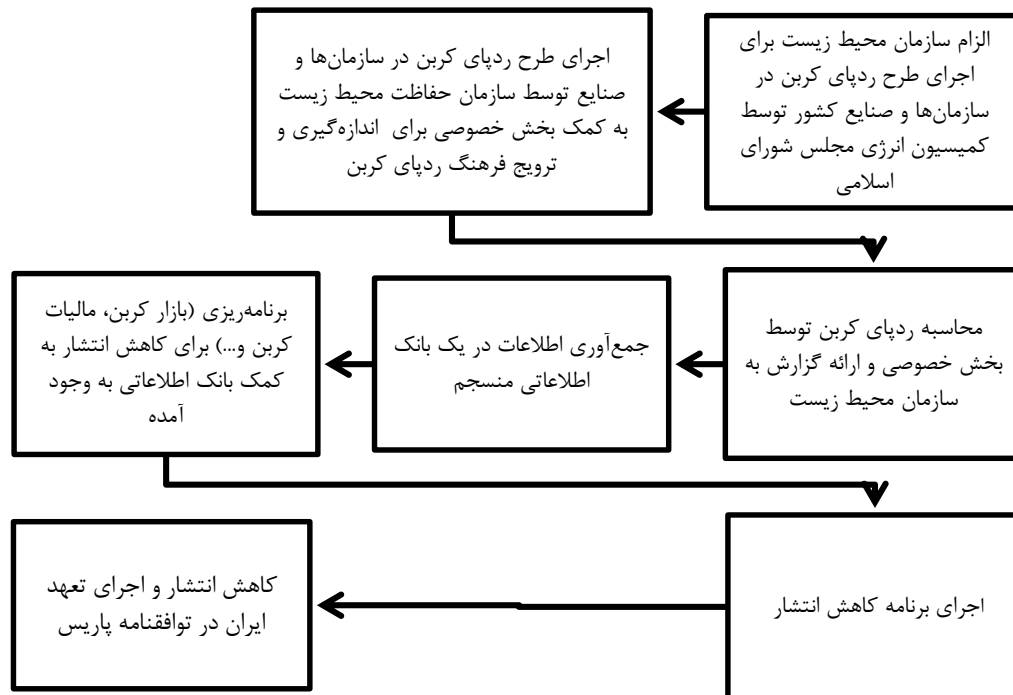 الزام سازمان محیط زیست برای
اجرای طرح ردپای کربن در
سازمان‌ها و صنایع کشور توسط
کمیسیون انرژی مجلس شورای
اسلامی
اجرای طرح ردپای کربن در سازمان‌ها و
صنایع توسط سازمان حفاظت محیط زیست
به کمک بخش خصوصی برای اندازه‌گیری و
ترویج فرهنگ ردپای کربن
محاسبه ردپای کربن توسط
بخش خصوصی و ارائه گزارش به
سازمان محیط زیست
جمع‌آوری اطلاعات در یک بانک
اطلاعاتی منسجم
برنامه‌ریزی (بازار کربن، مالیات
کربن و...) برای کاهش انتشار به
کمک بانک اطلاعاتی به وجود
آمده
اجرای برنامه کاهش انتشار
کاهش انتشار و اجرای تعهد
ایران در توافقنامه پاریس